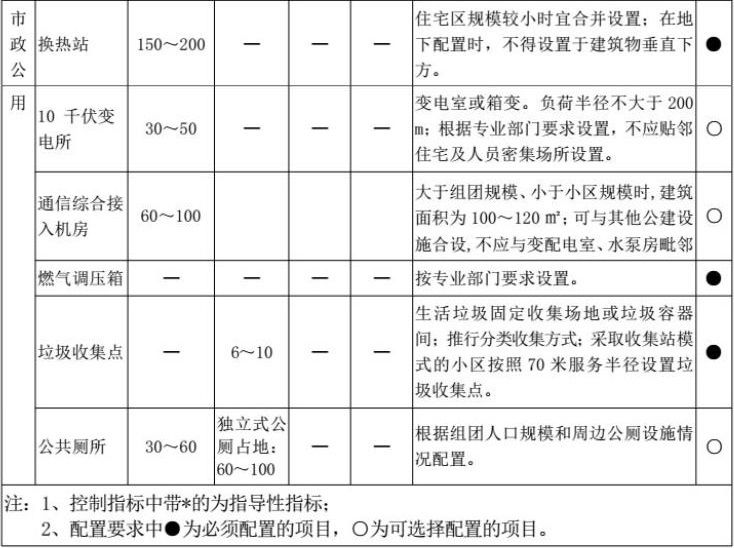 市政公用
换热站 150～200 — — — 住宅区规模较小时宜合并设置；在地
下配置时，不得设置于建筑物垂直下
方。 ●
10 千伏变
电所 30～50 — — — 变电室或箱变。负荷半径不大于 200
m；根据专业部门要求设置，不应贴邻
住宅及人员密集场所设置。 ○
通信综合接
入机房 60～100 大于组团规模、小于小区规模时,建筑
面积为 100～120 ㎡；可与其他公建设
施合设,不应与变配电室、水泵房毗邻 ○
燃气调压箱 — — — — 按专业部门要求设置。 ●
垃圾收集点 — 6～10 — — 生活垃圾固定收集场地或垃圾容器
间；推行分类收集方式；采取收集站模
式的小区按照 70 米服务半径设置垃
圾收集点。 ●
公共厕所 30～60 独立式公
厕占地：
60～100 — — 根据组团人口规模和周边公厕设施情
况配置。 ○
注：1、控制指标中带*的为指导性指标；
2、配置要求中●为必须配置的项目，○为可选择配置的项目。